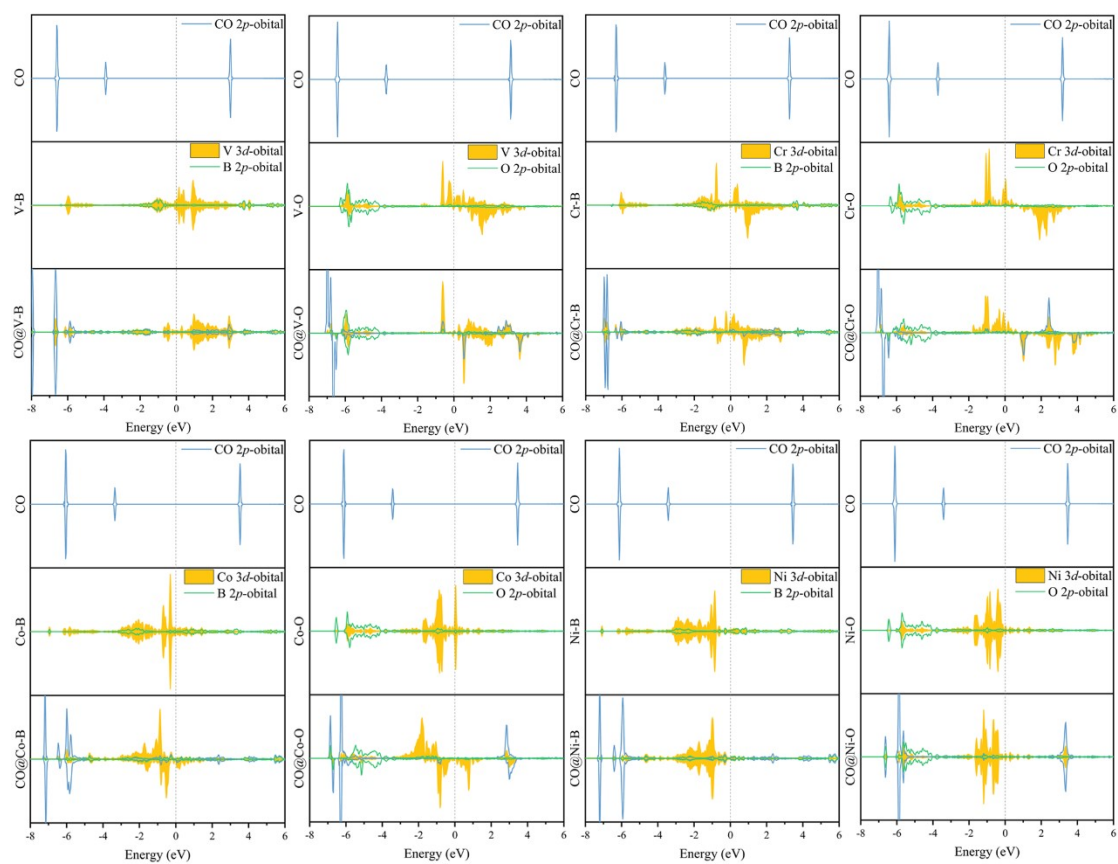 CO 2p-obital
CO
V 3d-obital
B 2p-obital
V-B
CO@V-B
-8 -6 -4 -2 0 2 4 6
Energy (eV)
CO 2p-obital
CO
V 3d-obital
O 2p-obital
V-O
CO@V-O
-8 -6 -4 -2 0 2 4 6
Energy (eV)
CO 2p-obital
CO
Cr 3d-obital
B 2p-obital
Cr-B
CO@Cr-B
-8 -6 -4 -2 0 2 4 6
Energy (eV)
CO 2p-obital
CO
Cr 3d-obital
O 2p-obital
Cr-O
CO@Cr-O
-8 -6 -4 -2 0 2 4 6
Energy (eV)
CO 2p-obital
CO
Co 3d-obital
B 2p-obital
Co-B
CO@Co-B
-8 -6 -4 -2 0 2 4 6
Energy (eV)
CO 2p-obital
CO
Co 3d-obital
O 2p-obital
Co-O
CO@Co-O
-8 -6 -4 -2 0 2 4 6
Energy (eV)
CO 2p-obital
CO
Ni 3d-obital
B 2p-obital
Ni-B
CO@Ni-B
-8 -6 -4 -2 0 2 4 6
Energy (eV)
CO 2p-obital
CO
Ni 3d-obital
O 2p-obital
Ni-O
CO@Ni-O
-8 -6 -4 -2 0 2 4 6
Energy (eV)